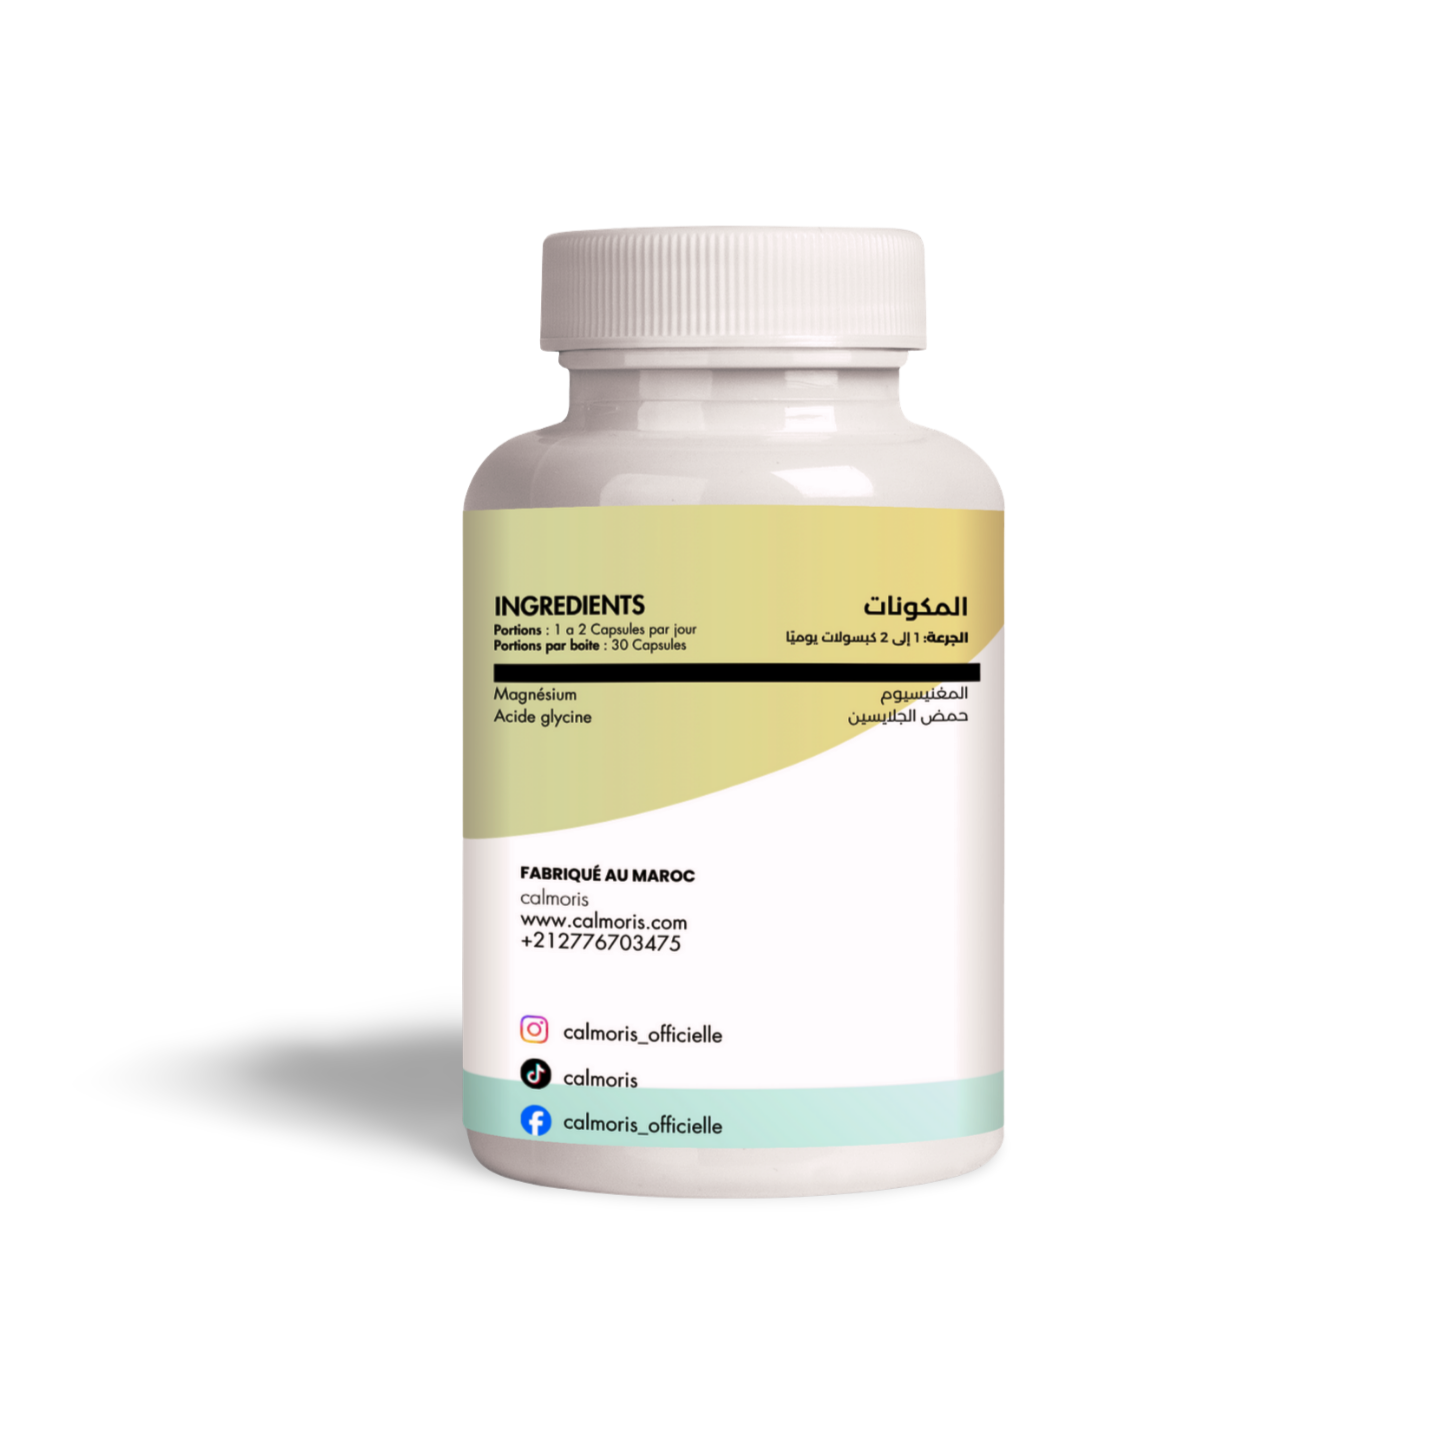 INGREDIENTS
Portions : 1 a 2 Capsules par jour
Portions par boite : 30 Capsules
المكونات
الجرعة: 1 إلى 2 كبسولات يوميًا
Magnésium
Acide glycine
المغنيسيوم
حمض الجلايسين
FABRIQUÉ AU MAROC
calmoris
www.calmoris.com
+212776703475
calmoris_officielle
calmoris
calmoris_officielle